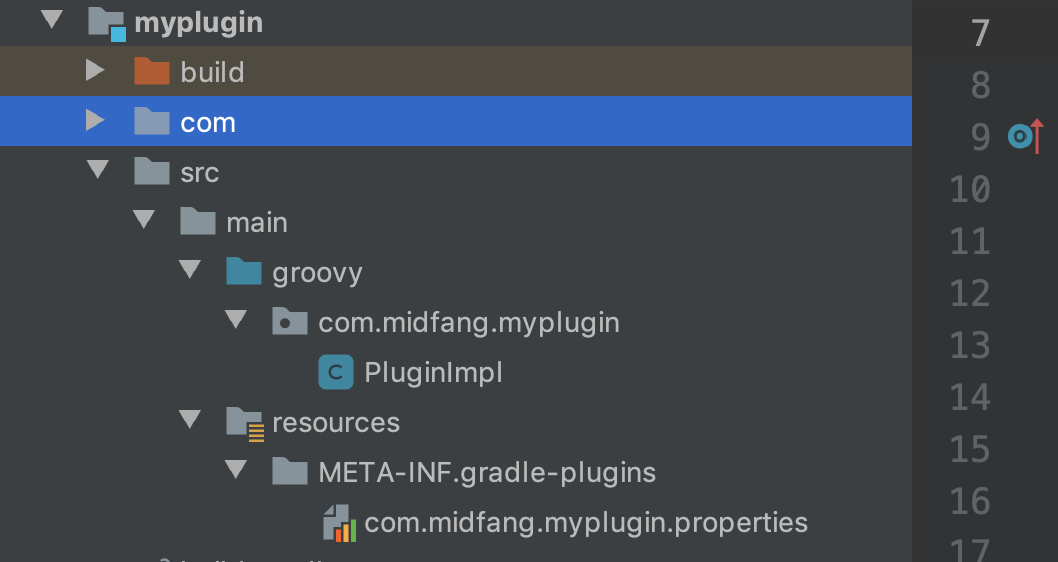 myplugin
build
com
src
main
groovy
com.midfang.myplugin
PluginImpl
resources
META-INF.gradle-plugins
com.midfang.myplugin.properties
7
8
9
10
11
12
13
14
15
16
17